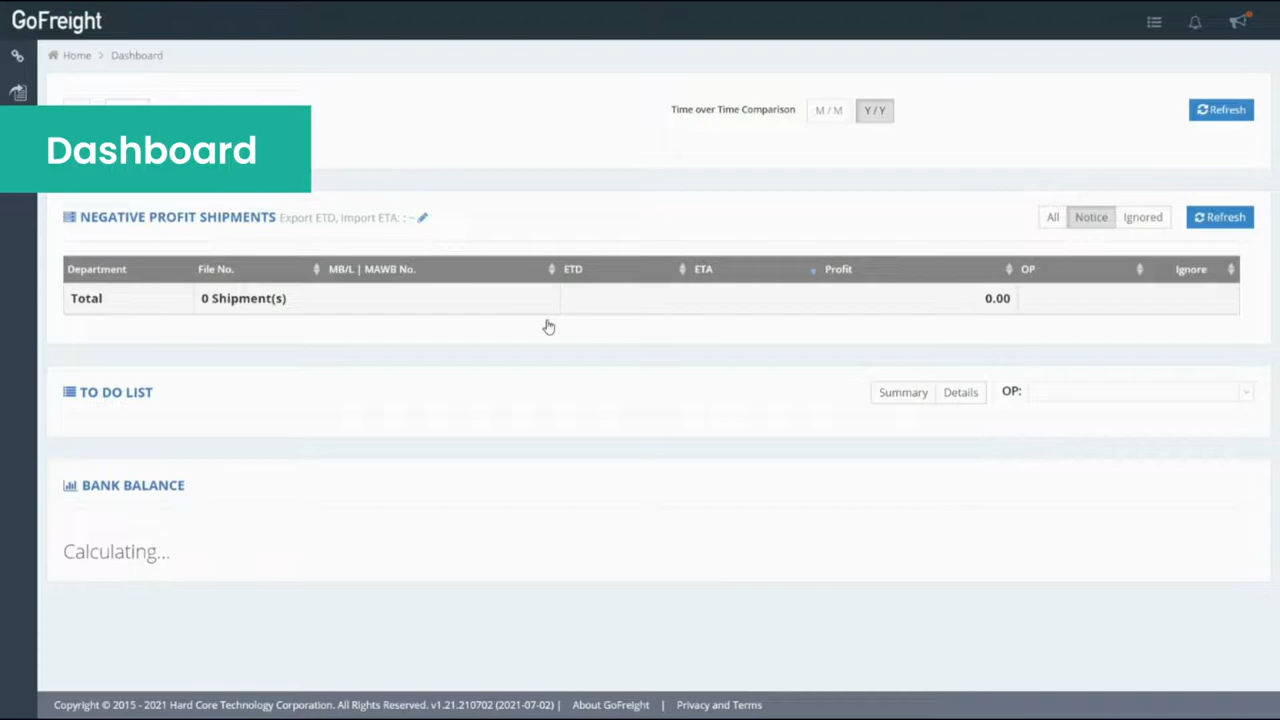 GoFreight
Home > Dashboard
Time over Time Comparison M / M Y / Y Refresh
Dashboard
NEGATIVE PROFIT SHIPMENTS Export ETD, Import ETA: : ~ All Notice Ignored Refresh
Department File No. MB/L | MAWB No. ETD ETA Profit OP Ignore
Total 0 Shipment(s) 0.00
TO DO LIST Summary Details OP:
BANK BALANCE
Calculating...
Copyright © 2015 - 2021 Hard Core Technology Corporation. All Rights Reserved. v1.21.210702 (2021-07-02) | About GoFreight | Privacy and Terms